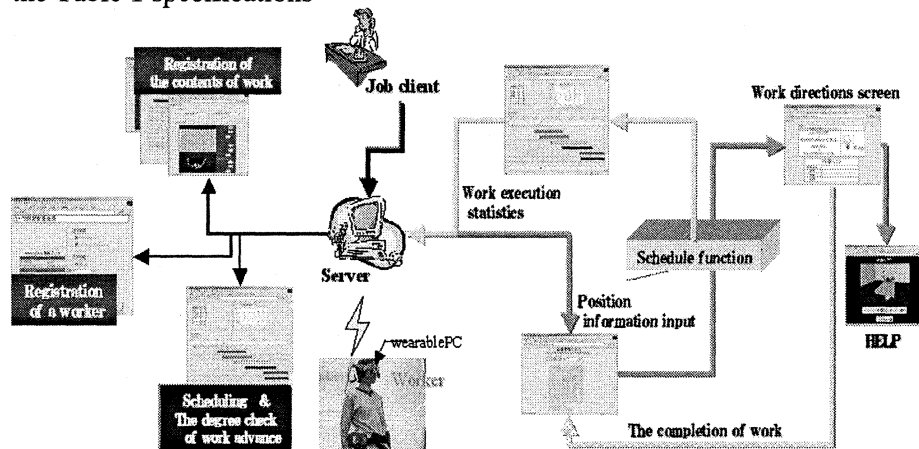 the Table 1 specifications
Registration of
the contents of work
Job client
Work directions screen
Work execution
statistics
Server
Schedule function
Registration
of a worker
Position
information input
HELP
wearablePC
Worker
Scheduling &
The degree check
of work advance
The completion of work